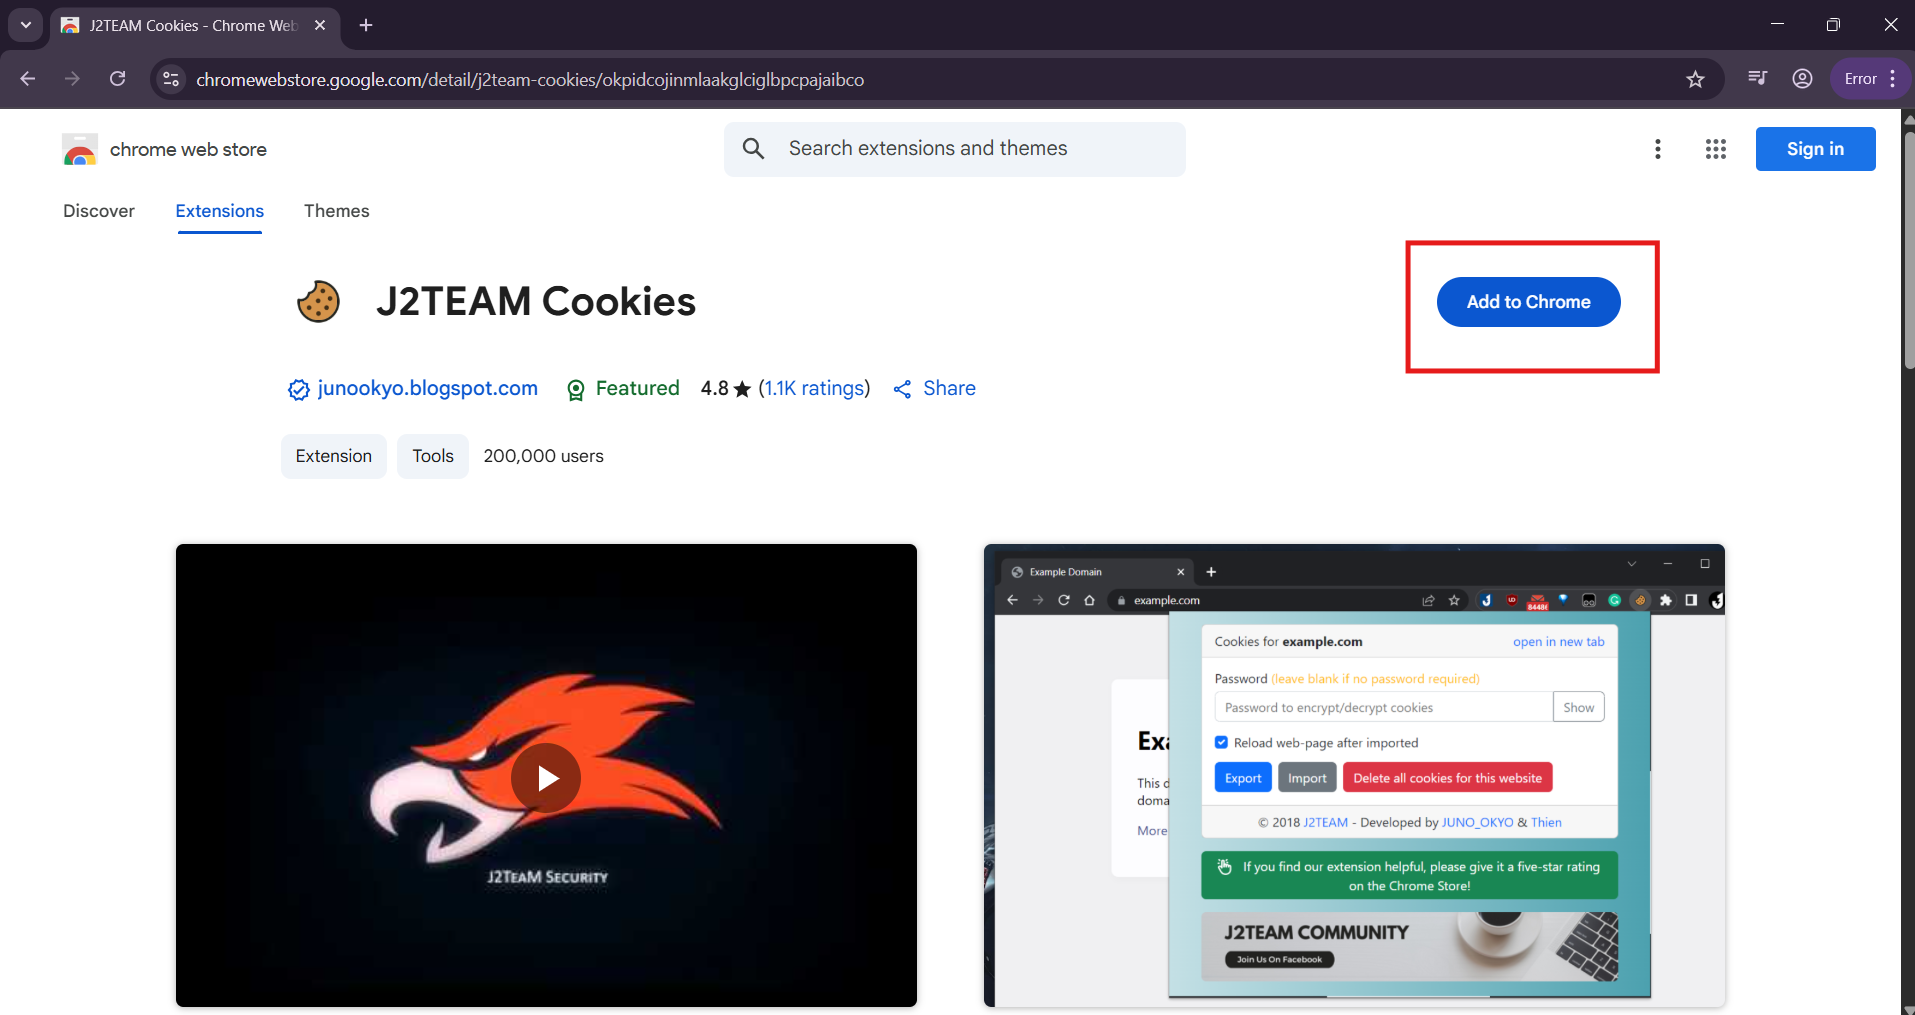 J2TEAM Cookies - Chrome Web
chromewebstore.google.com/detail/j2team-cookies/okpidcojinmlaakglciglbpcpajaibco
Error
chrome web store
Search extensions and themes
Sign in
Discover Extensions Themes
J2TEAM Cookies
Add to Chrome
junookyo.blogspot.com Featured 4.8 ★ (1.1K ratings) Share
Extension Tools 200,000 users
J2TEAM SECURITY
Example Domain
example.com
8448!
Cookies for example.com open in new tab
Password (leave blank if no password required)
Password to encrypt/decrypt cookies Show
Reload web-page after imported
Export Import Delete all cookies for this website
© 2018 J2TEAM - Developed by JUNO_OKYO & Thien
If you find our extension helpful, please give it a five-star rating
on the Chrome Store!
J2TEAM COMMUNITY
Join Us On Facebook
Exa
This d
doma
More